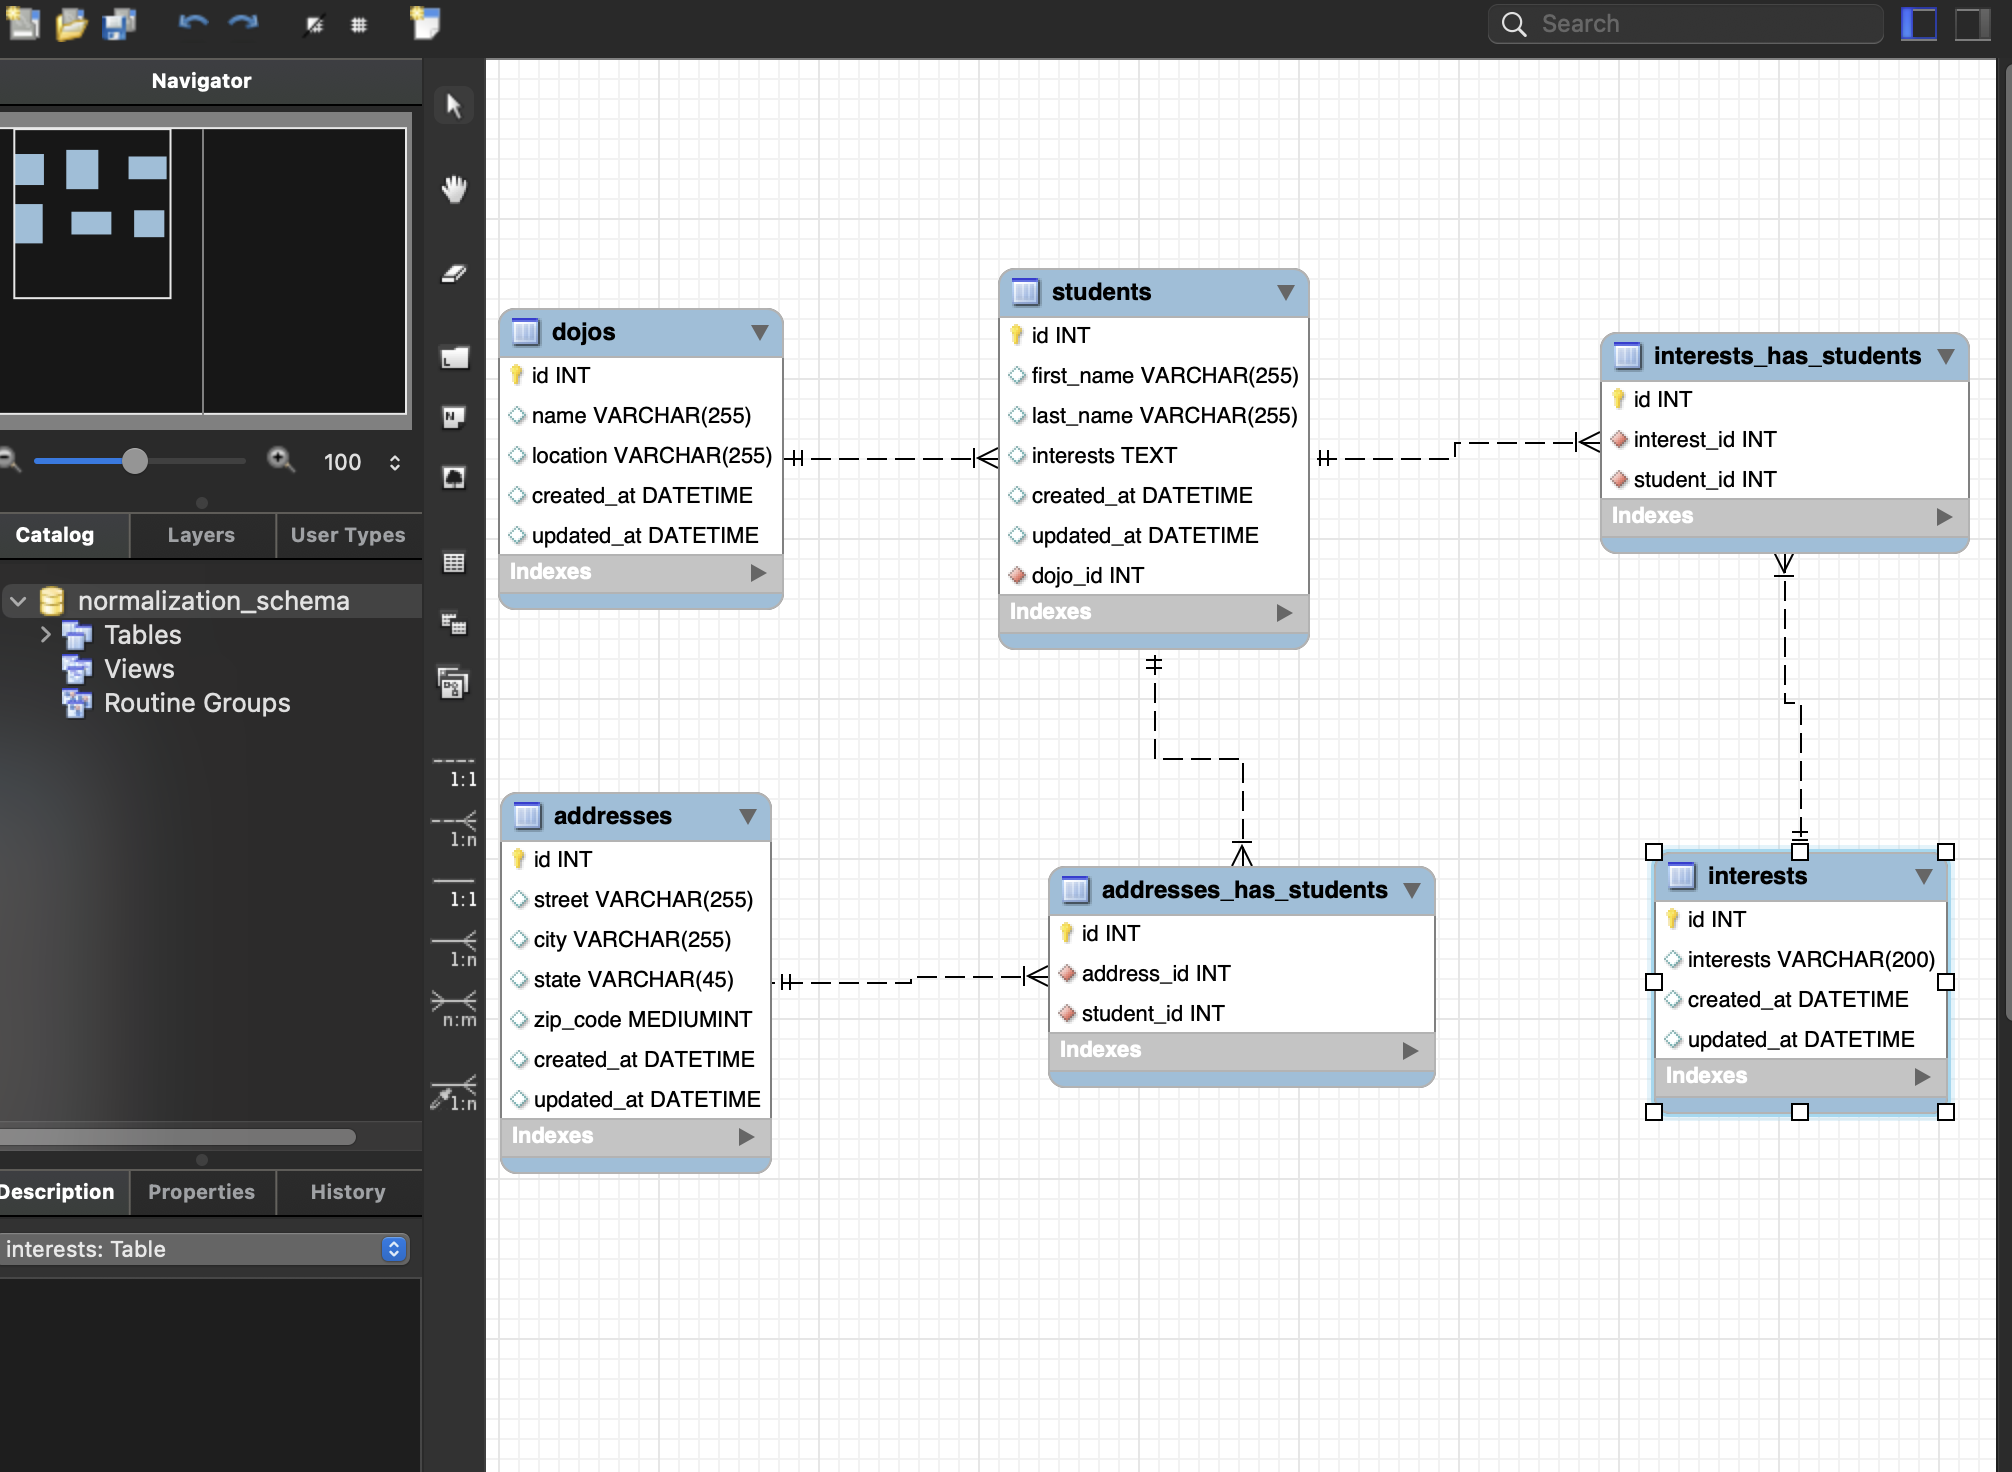 Search
Navigator
100
Catalog
Layers
User Types
normalization_schema
Tables
Views
Routine Groups
Description
Properties
History
interests: Table
L
N
1:1
1:n
1:1
1:n
n:m
1:n
dojos
id INT
name VARCHAR(255)
location VARCHAR(255)
created_at DATETIME
updated_at DATETIME
Indexes
students
id INT
first_name VARCHAR(255)
last_name VARCHAR(255)
interests TEXT
created_at DATETIME
updated_at DATETIME
dojo_id INT
Indexes
interests_has_students
id INT
interest_id INT
student_id INT
Indexes
addresses
id INT
street VARCHAR(255)
city VARCHAR(255)
state VARCHAR(45)
zip_code MEDIUMINT
created_at DATETIME
updated_at DATETIME
Indexes
addresses_has_students
id INT
address_id INT
student_id INT
Indexes
interests
id INT
interests VARCHAR(200)
created_at DATETIME
updated_at DATETIME
Indexes